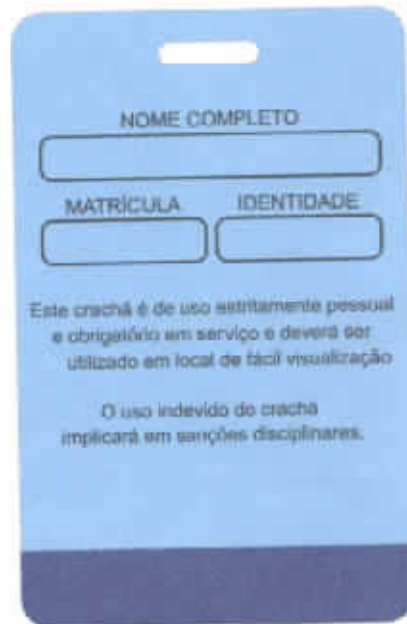 NOME COMPLETO
MATRÍCULA IDENTIDADE
Este crachá é de uso estritamente pessoal
e obrigatório em serviço e deverá ser
utilizado em local de fácil visualização
O uso indevido do crachá
implicará em sanções disciplinares.